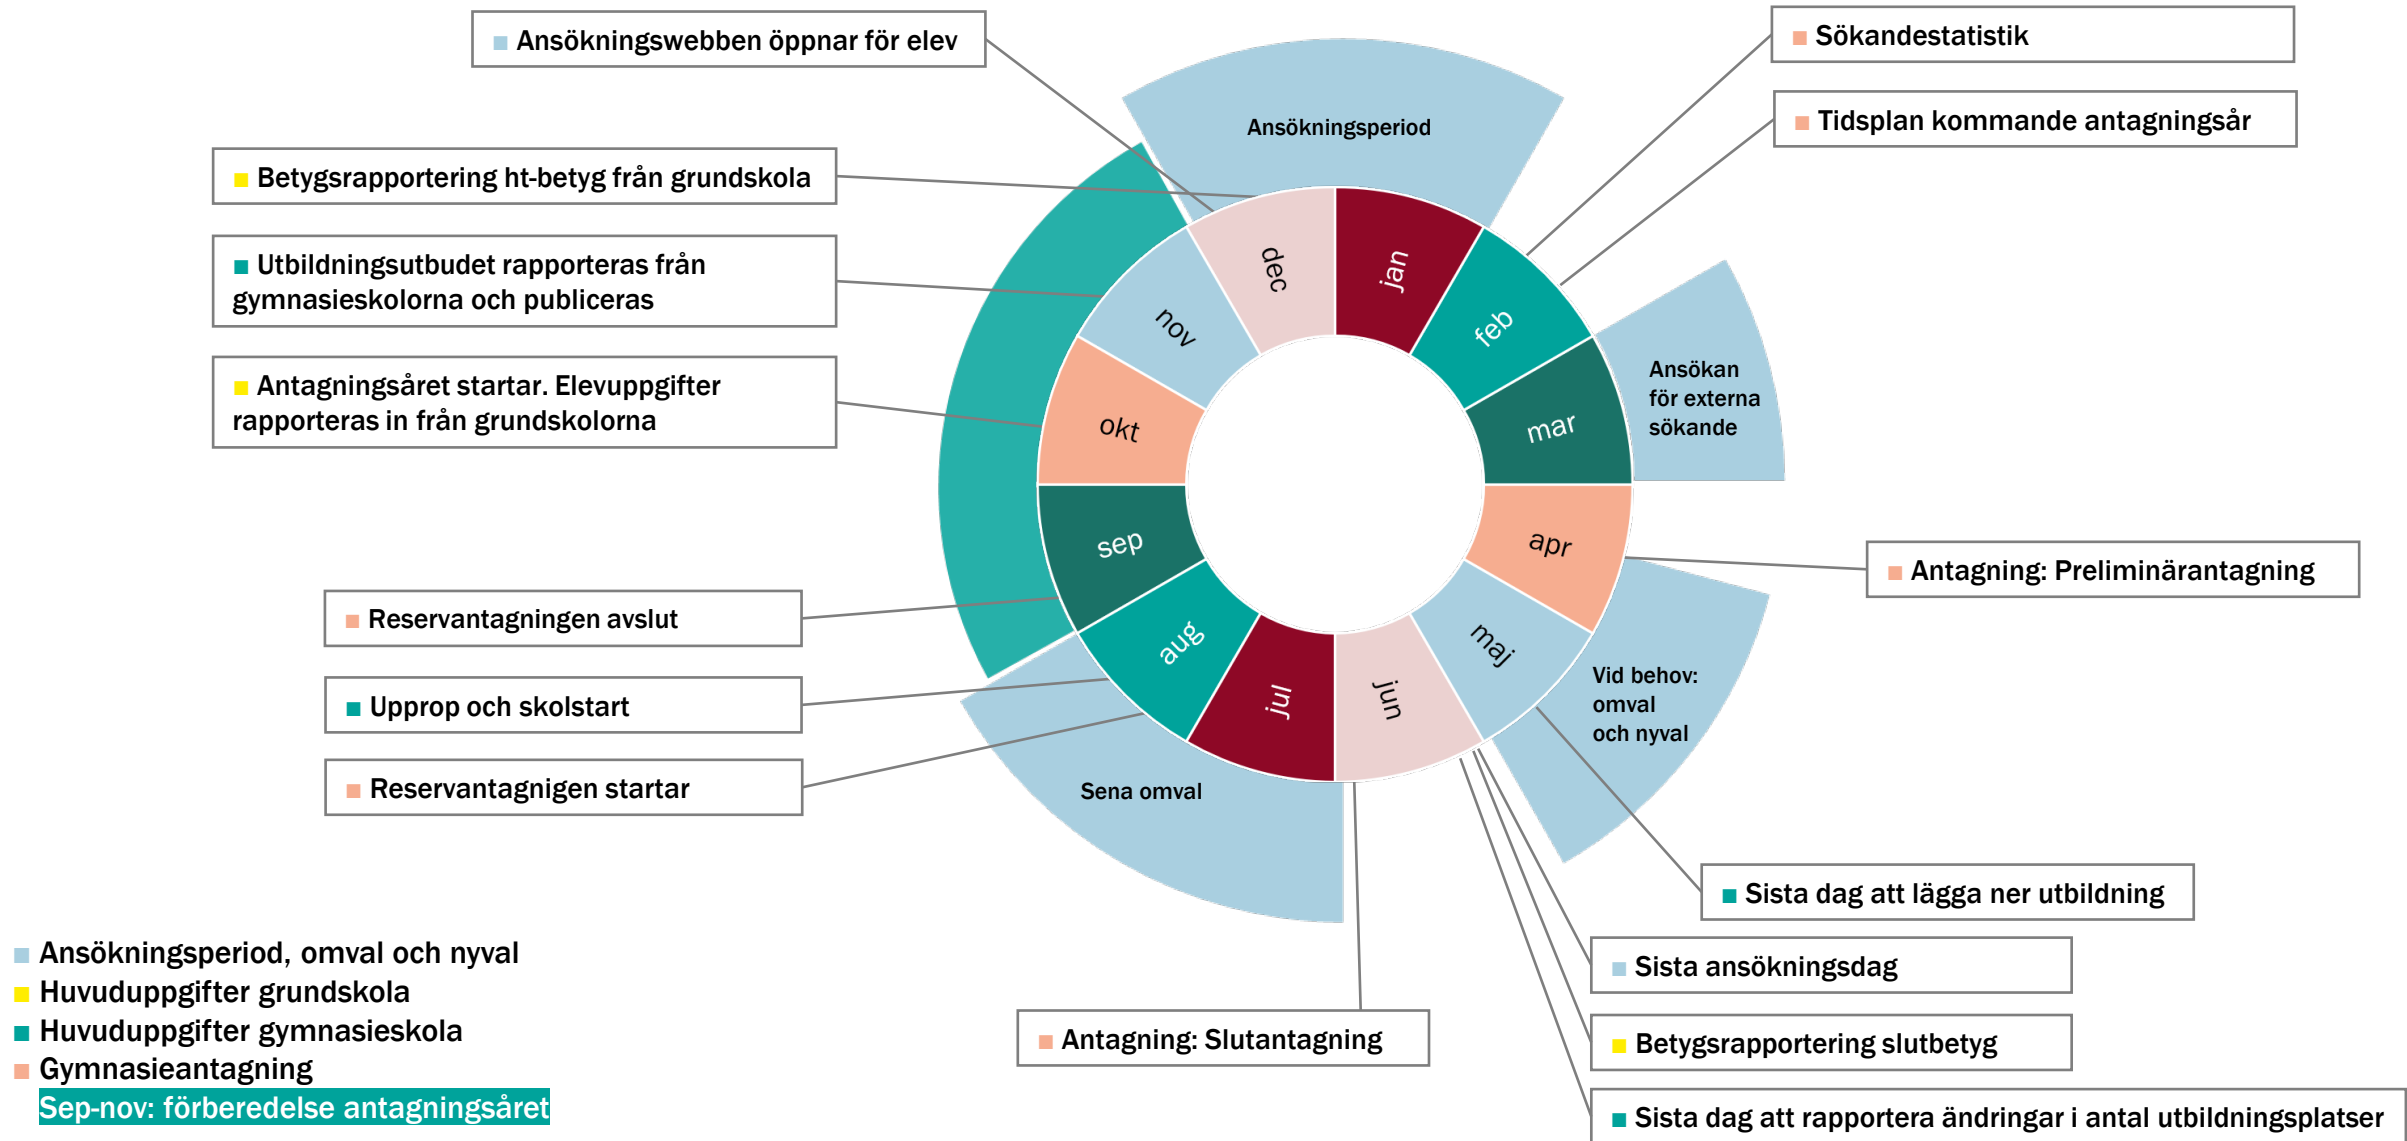 Ansökningswebben öppnar för elev
Sökandestatistik
Tidsplan kommande antagningsår
Ansökningsperiod
Betygsrapportering ht-betyg från grundskola
Utbildningsutbudet rapporteras från
gymnasieskolorna och publiceras
Antagningsåret startar. Elevuppgifter
rapporteras in från grundskolorna
dec
jan
nov
feb
okt
mar
sep
apr
aug
maj
jul
jun
Ansökan
för externa
sökande
Antagning: Preliminärantagning
Reservantagningen avslut
Upprop och skolstart
Reservantagnigen startar
Vid behov:
omval
och nyval
Sena omval
Sista dag att lägga ner utbildning
Sista ansökningsdag
Antagning: Slutantagning
Betygsrapportering slutbetyg
Sista dag att rapportera ändringar i antal utbildningsplatser
Ansökningsperiod, omval och nyval
Huvuduppgifter grundskola
Huvuduppgifter gymnasieskola
Gymnasieantagning
Sep-nov: förberedelse antagningsåret